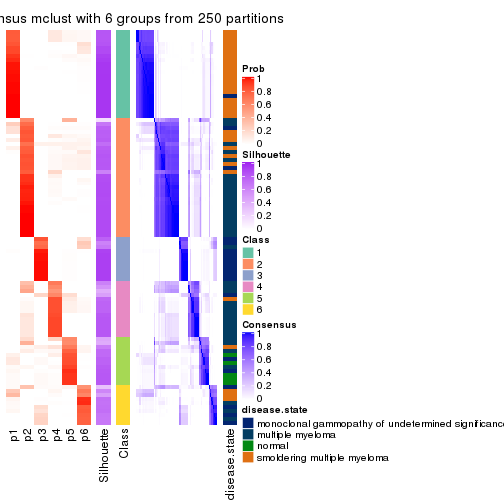 nsus mclust with 6 groups from 250 partitions
Prob
1
0.8
0.6
0.4
0.2
0
Silhouette
1
0.8
0.6
0.4
0.2
0
Class
1
2
3
4
5
6
Consensus
1
0.8
0.6
0.4
0.2
0
disease.state
monoclonal gammopathy of undetermined significance
multiple myeloma
normal
smoldering multiple myeloma
p1
p2
p3
p4
p5
p6
Silhouette
Class
disease.state